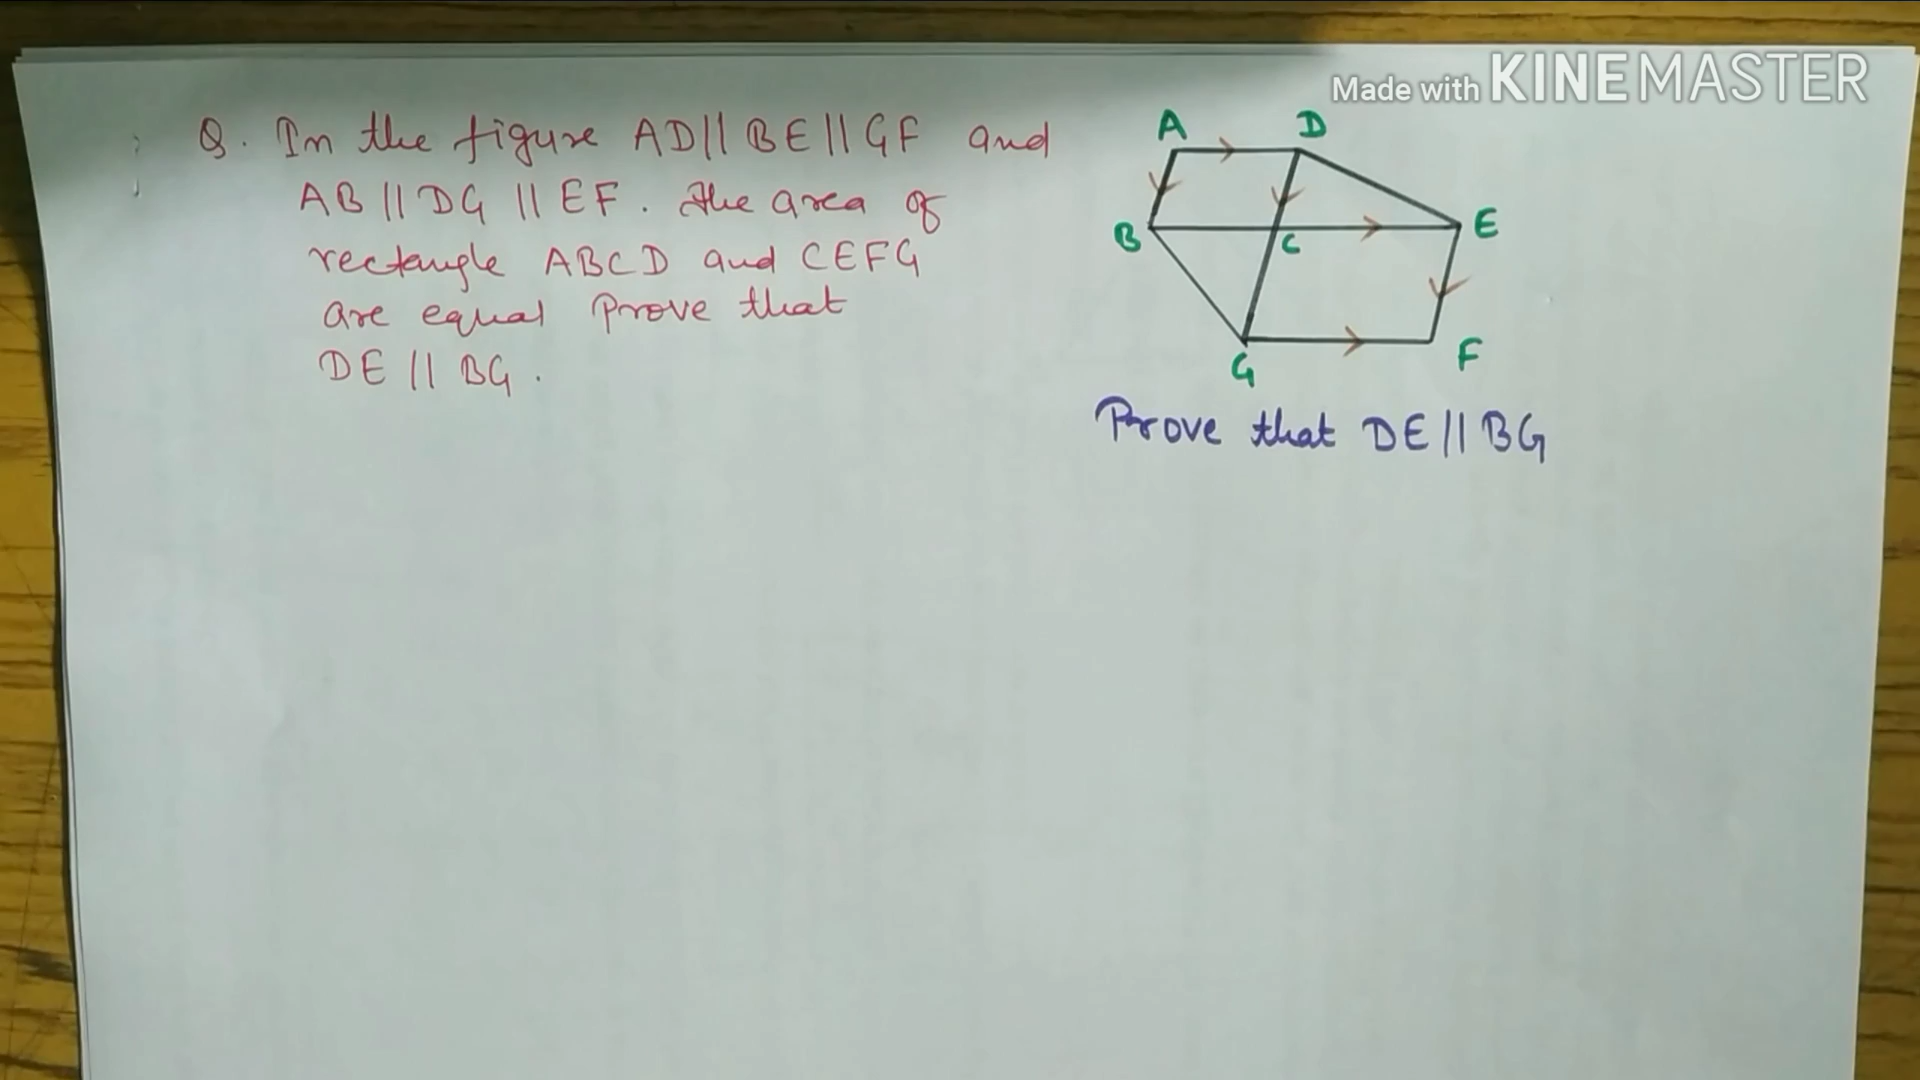 Made with KINEMASTER
Q. In the figure AD||BE||GF and
AB || DG || EF. The area of
rectangle ABCD and CEFG
are equal Prove that
DE || BG.
A D
B C E
G F
Prove that DE||BG